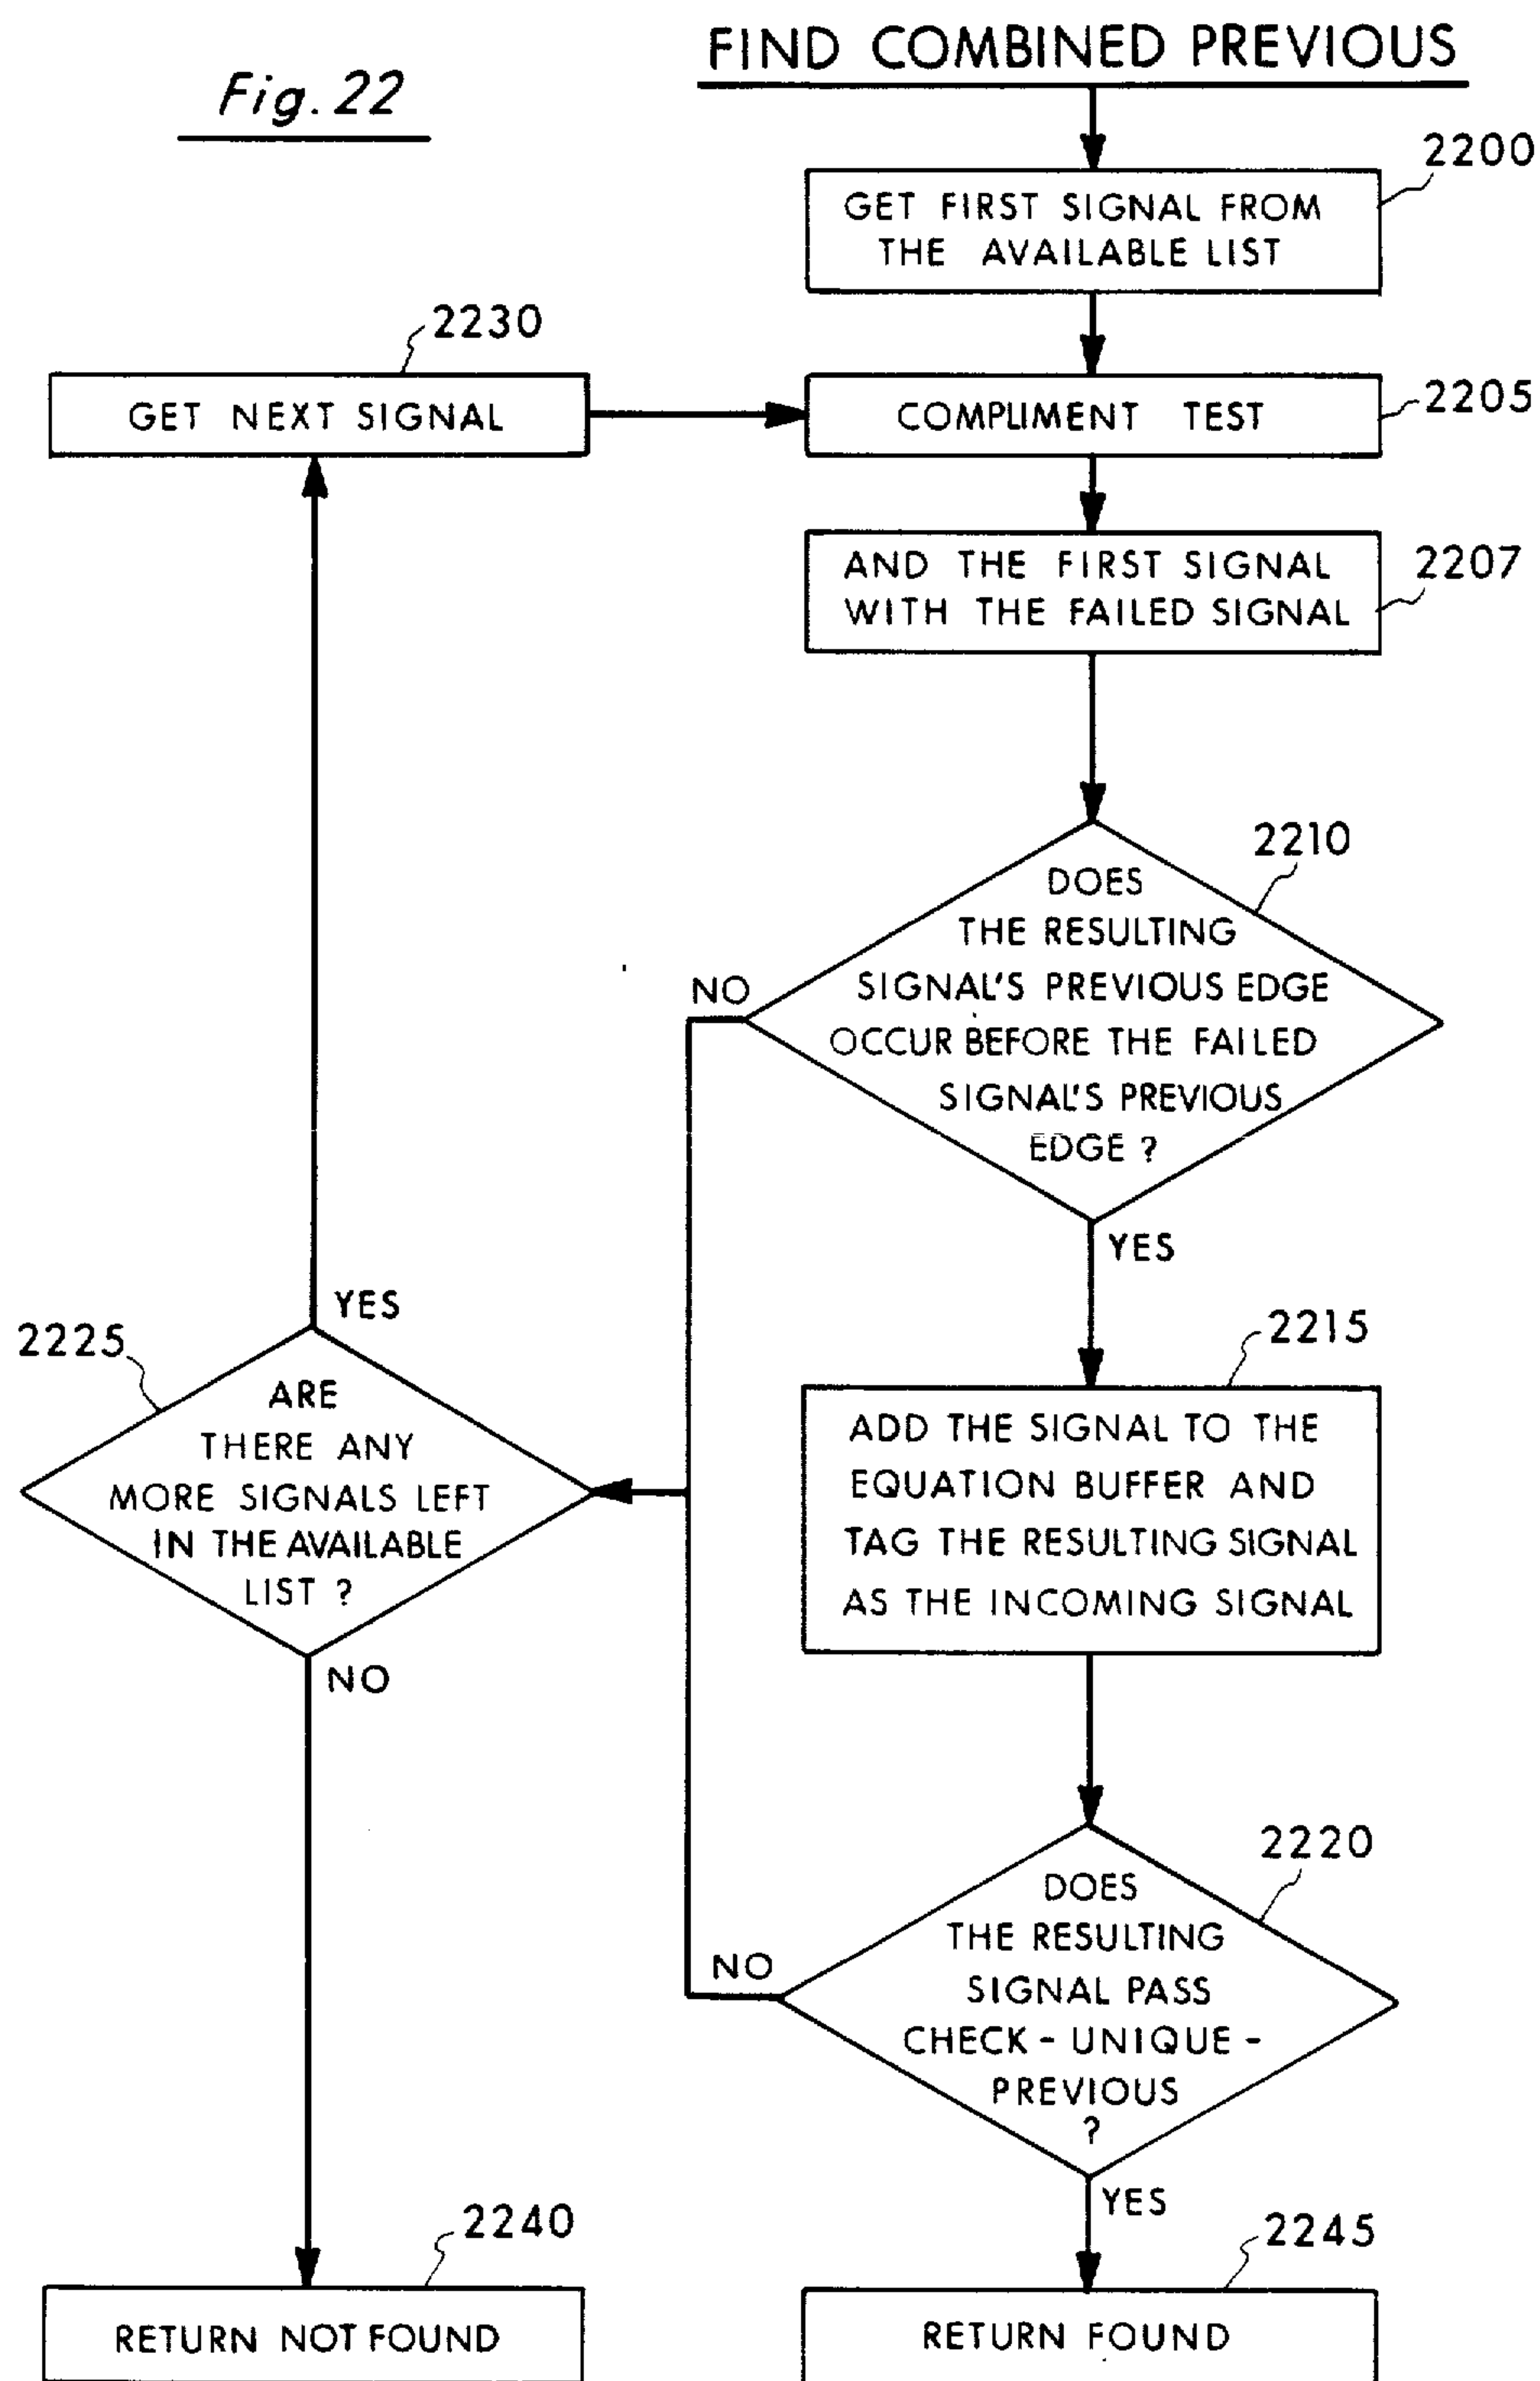 Fig. 22
FIND COMBINED PREVIOUS
2200
GET FIRST SIGNAL FROM
THE AVAILABLE LIST
2230
GET NEXT SIGNAL
2205
COMPLIMENT TEST
2207
AND THE FIRST SIGNAL
WITH THE FAILED SIGNAL
2210
DOES
THE RESULTING
SIGNAL'S PREVIOUS EDGE
OCCUR BEFORE THE FAILED
SIGNAL'S PREVIOUS
EDGE ?
NO
YES
2215
ADD THE SIGNAL TO THE
EQUATION BUFFER AND
TAG THE RESULTING SIGNAL
AS THE INCOMING SIGNAL
2225
YES
ARE
THERE ANY
MORE SIGNALS LEFT
IN THE AVAILABLE
LIST ?
NO
2220
DOES
THE RESULTING
SIGNAL PASS
CHECK - UNIQUE -
PREVIOUS
?
NO
YES
2240
RETURN NOT FOUND
2245
RETURN FOUND